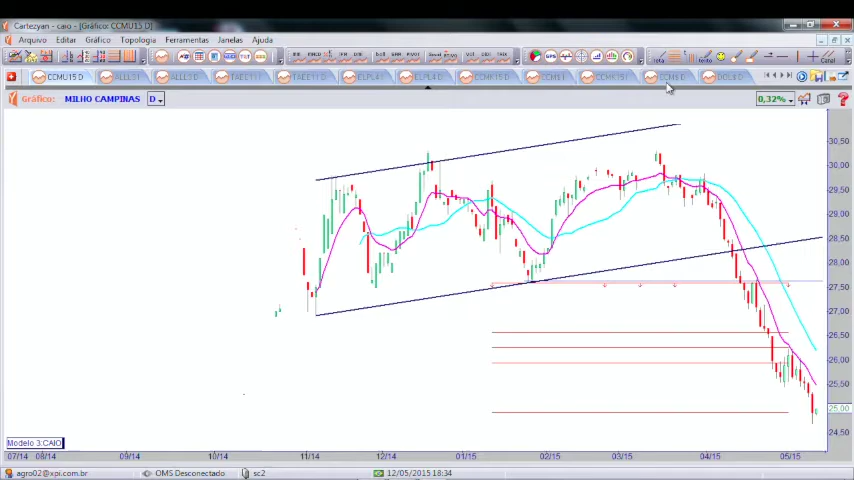 Cartezyan - caio - [Gráfico: CCMU15 D]
Arquivo Editar Gráfico Topologia Ferramentas Janelas Ajuda
CCMU15 D TAEE11 D ELPL4 D CCMK15 D
Gráfico: MILHO CAMPINAS D 0,32%
30,50
30,00
29,50
29,00
28,50
28,00
27,50
27,00
26,50
26,00
25,50
25,00
24,50
Modelo 3:CAIO
07/14 08/14 09/14 10/14 11/14 12/14 01/15 02/15 03/15 04/15 05/15
agro02@xpi.com.br OMS Desconectado sc2 12/05/2015 18:34